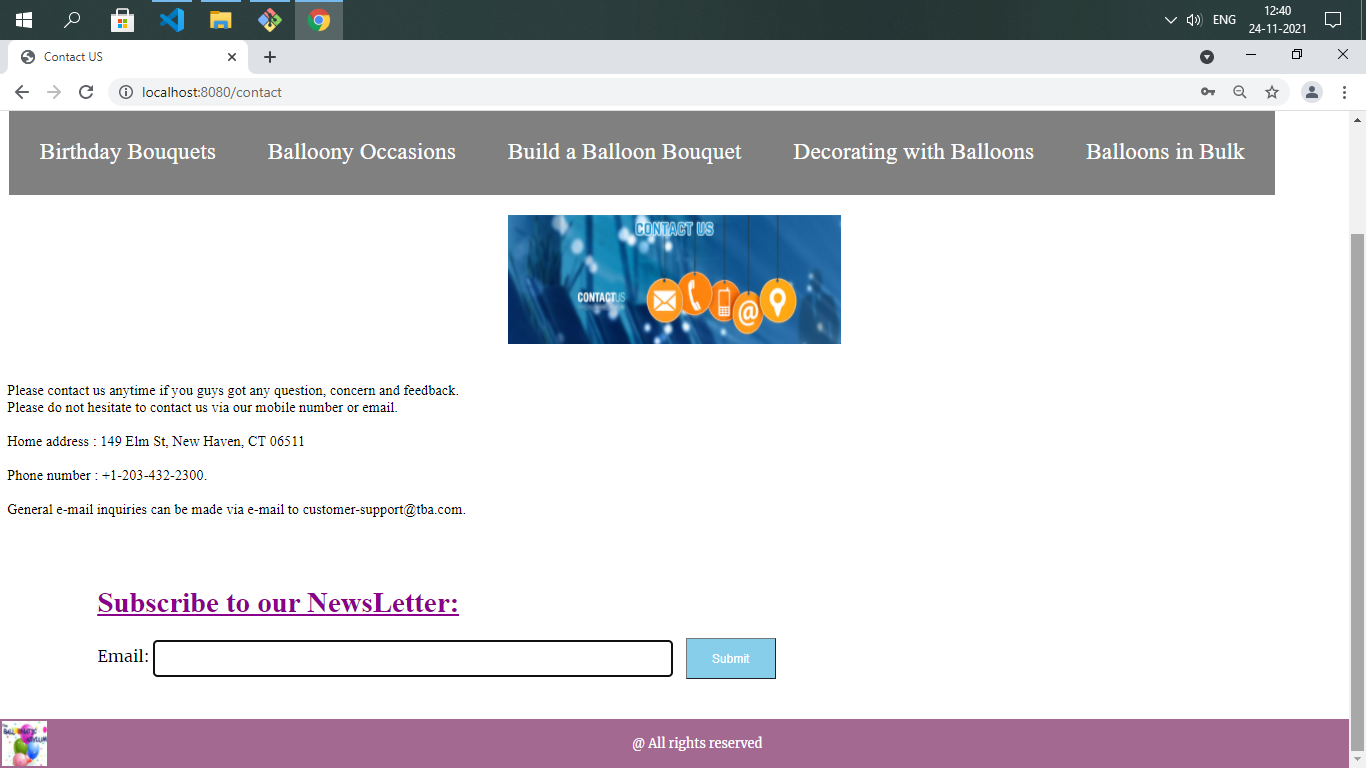 ENG
12:40
24-11-2021
Contact US
localhost:8080/contact
Birthday Bouquets Balloony Occasions Build a Balloon Bouquet Decorating with Balloons Balloons in Bulk
CONTACT US
CONTACTUS
Please contact us anytime if you guys got any question, concern and feedback.
Please do not hesitate to contact us via our mobile number or email.
Home address : 149 Elm St, New Haven, CT 06511
Phone number : +1-203-432-2300.
General e-mail inquiries can be made via e-mail to customer-support@tba.com.
Subscribe to our NewsLetter:
Email: Submit
@ All rights reserved